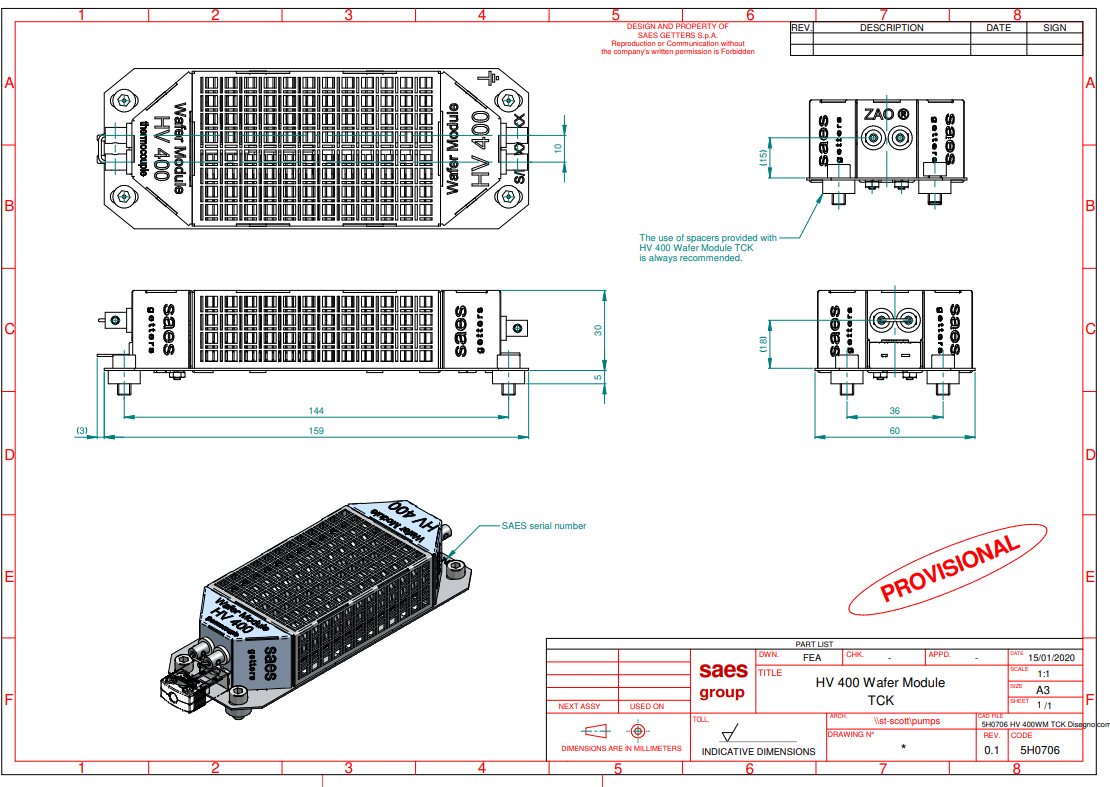 1 2 3 4 5 6 7 8
DESIGN AND PROPERTY OF
SAES GETTERS S.p.A.
Reproduction or Communication without
the company's written permission is Forbidden
REV. DESCRIPTION DATE SIGN
A A
Wafer Module
HV 400
thermocouple
Wafer Module
HV 400
10
saes
getters
ZAO ®
saes
getters
(15)
B B
The use of spacers provided with
HV 400 Wafer Module TCK
is always recommended.
C C
saes
getters
saes
getters
30
5
144
(3) 159
saes
getters
saes
getters
(18)
36
60
D D
HV 400
Wafer Module
SAES serial number
Wafer Module
HV 400
thermocouple
saes
getters
E E
PROVISIONAL
F F
PART LIST
NEXT ASSY USED ON
saes
group
DWN. FEA CHK. - APPD. - DATE 15/01/2020
TITLE
HV 400 Wafer Module
TCK
SCALE 1:1
SIZE A3
SHEET 1 /1
DIMENSIONS ARE IN MILLIMETERS
TOLL.
INDICATIVE DIMENSIONS
ARCH. \\st-scott\pumps
CAD FILE
5H0706 HV 400WM TCK Disegno.com
DRAWING N°
*
REV. 0.1
CODE 5H0706
1 2 3 4 5 6 7 8